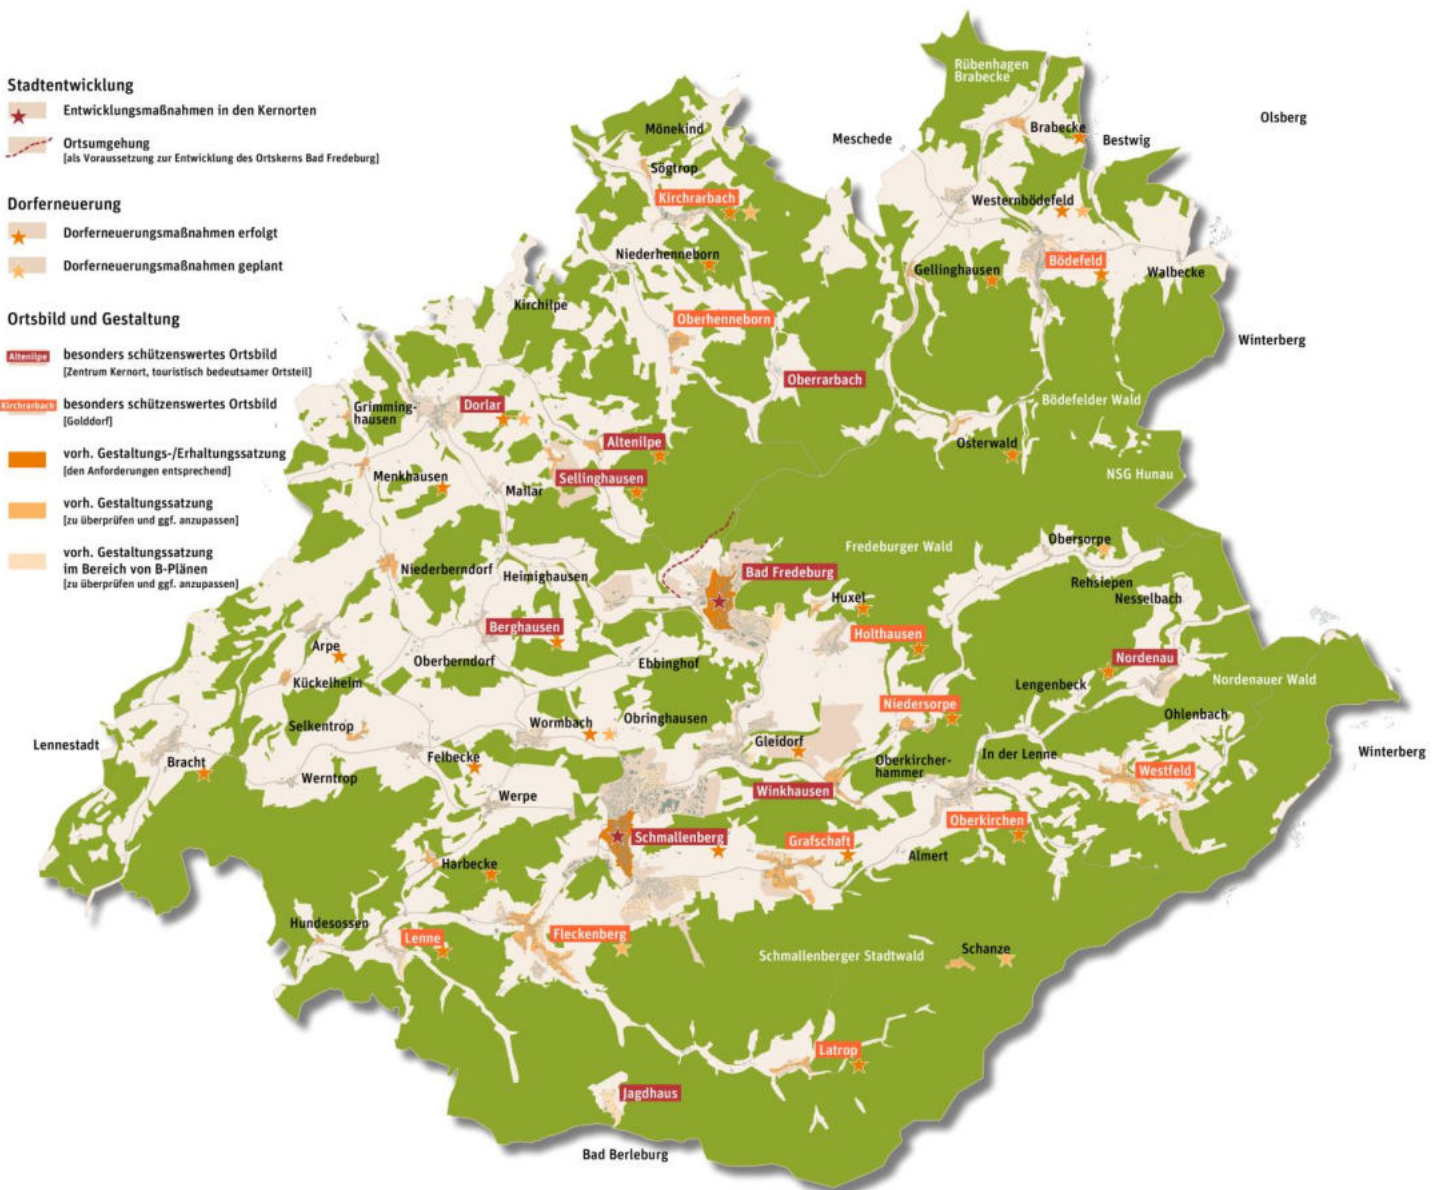 Stadtentwicklung
Entwicklungsmaßnahmen in den Kernorten
Ortsumgehung
[als Voraussetzung zur Entwicklung des Ortskerns Bad Fredeburg]
Dorferneuerung
Dorferneuerungsmaßnahmen erfolgt
Dorferneuerungsmaßnahmen geplant
Ortsbild und Gestaltung
Altenilpe
besonders schützenswertes Ortsbild
[Zentrum Kernort, touristisch bedeutsamer Ortsteil]
Kirchrarbach
besonders schützenswertes Ortsbild
[Golddorf]
vorh. Gestaltungs-/Erhaltungssatzung
[den Anforderungen entsprechend]
vorh. Gestaltungssatzung
[zu überprüfen und ggf. anzupassen]
vorh. Gestaltungssatzung
im Bereich von B-Plänen
[zu überprüfen und ggf. anzupassen]
Rübenhagen
Brabecke
Olsberg
Mönekind
Brabecke
Meschede
Bestwig
Sögtrop
Kirchrarbach
Westernbödefeld
Niederhenneborn
Bödefeld
Gellinghausen
Walbecke
Kirchilpe
Oberhenneborn
Winterberg
Oberrarbach
Bödefelder Wald
Grimming-
hausen
Dorlar
Altenilpe
Osterwald
Menkhausen
Mailar
Sellinghausen
NSG Hunau
Fredeburger Wald
Obersorpe
Niederberndorf
Heimighausen
Bad Fredeburg
Rehsiepen
Nesselbach
Huxel
Berghausen
Holthausen
Arpe
Oberberndorf
Ebbinghof
Nordenau
Kückelheim
Lengenbeck
Nordenauer Wald
Niedersorpe
Selkentrop
Wormbach
Obringhausen
Ohlenbach
Lennestadt
Gleidorf
Winterberg
Bracht
Felbecke
Oberkircher-
hammer
In der Lenne
Werntrop
Westfeld
Winkhausen
Werpe
Oberkirchen
Schmallenberg
Grafschaft
Almert
Harbecke
Hundesossen
Lenne
Fleckenberg
Schanze
Schmallenberger Stadtwald
Latrop
Jagdhaus
Bad Berleburg